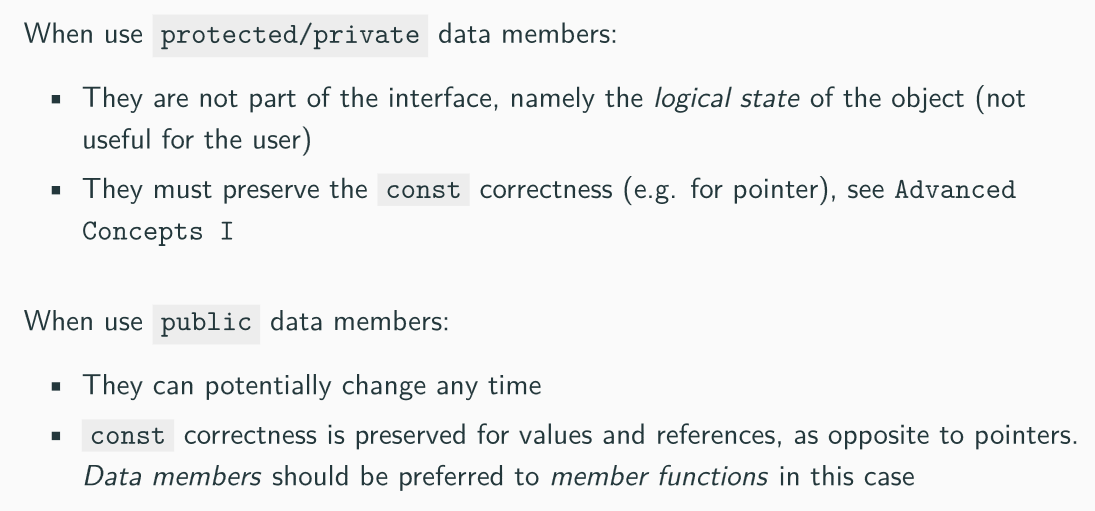 When use protected/private data members:
▪ They are not part of the interface, namely the logical state of the object (not
useful for the user)
▪ They must preserve the const correctness (e.g. for pointer), see Advanced
Concepts I
When use public data members:
▪ They can potentially change any time
▪ const correctness is preserved for values and references, as opposite to pointers.
Data members should be preferred to member functions in this case